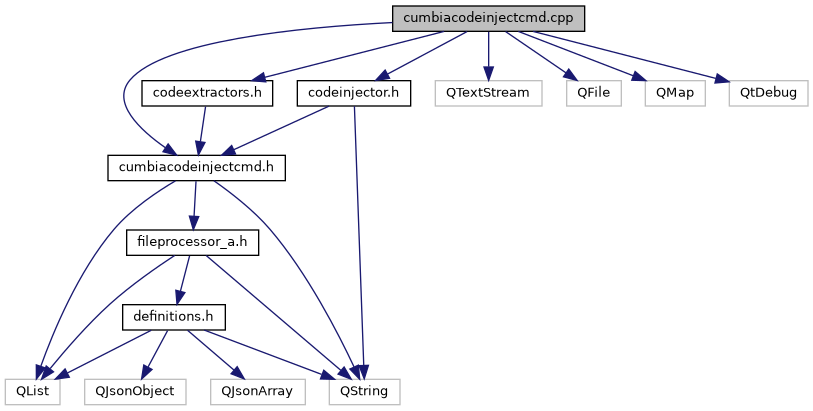 cumbiacodeinjectcmd.cpp
codeextractors.h
codeinjector.h
QTextStream
QFile
QMap
QtDebug
cumbiacodeinjectcmd.h
fileprocessor_a.h
definitions.h
QList
QJsonObject
QJsonArray
QString